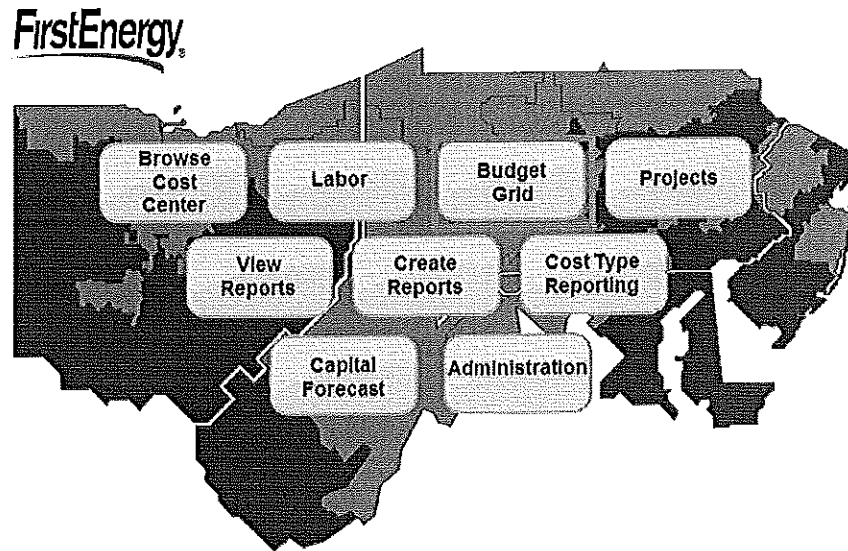 FirstEnergy
Browse
Cost
Center
Labor
Budget
Grid
Projects
View
Reports
Create
Reports
Cost Type
Reporting
Capital
Forecast
Administration